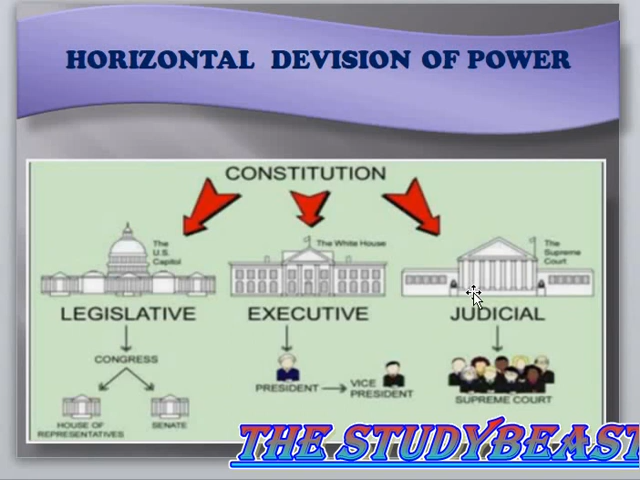 HORIZONTAL DEVISION OF POWER
CONSTITUTION
The
U.S.
Capitol
The White House
The
Supreme
Court
LEGISLATIVE
EXECUTIVE
JUDICIAL
CONGRESS
PRESIDENT
VICE
PRESIDENT
SUPREME COURT
HOUSE OF
REPRESENTATIVES
SENATE
THE STUDYBEAST